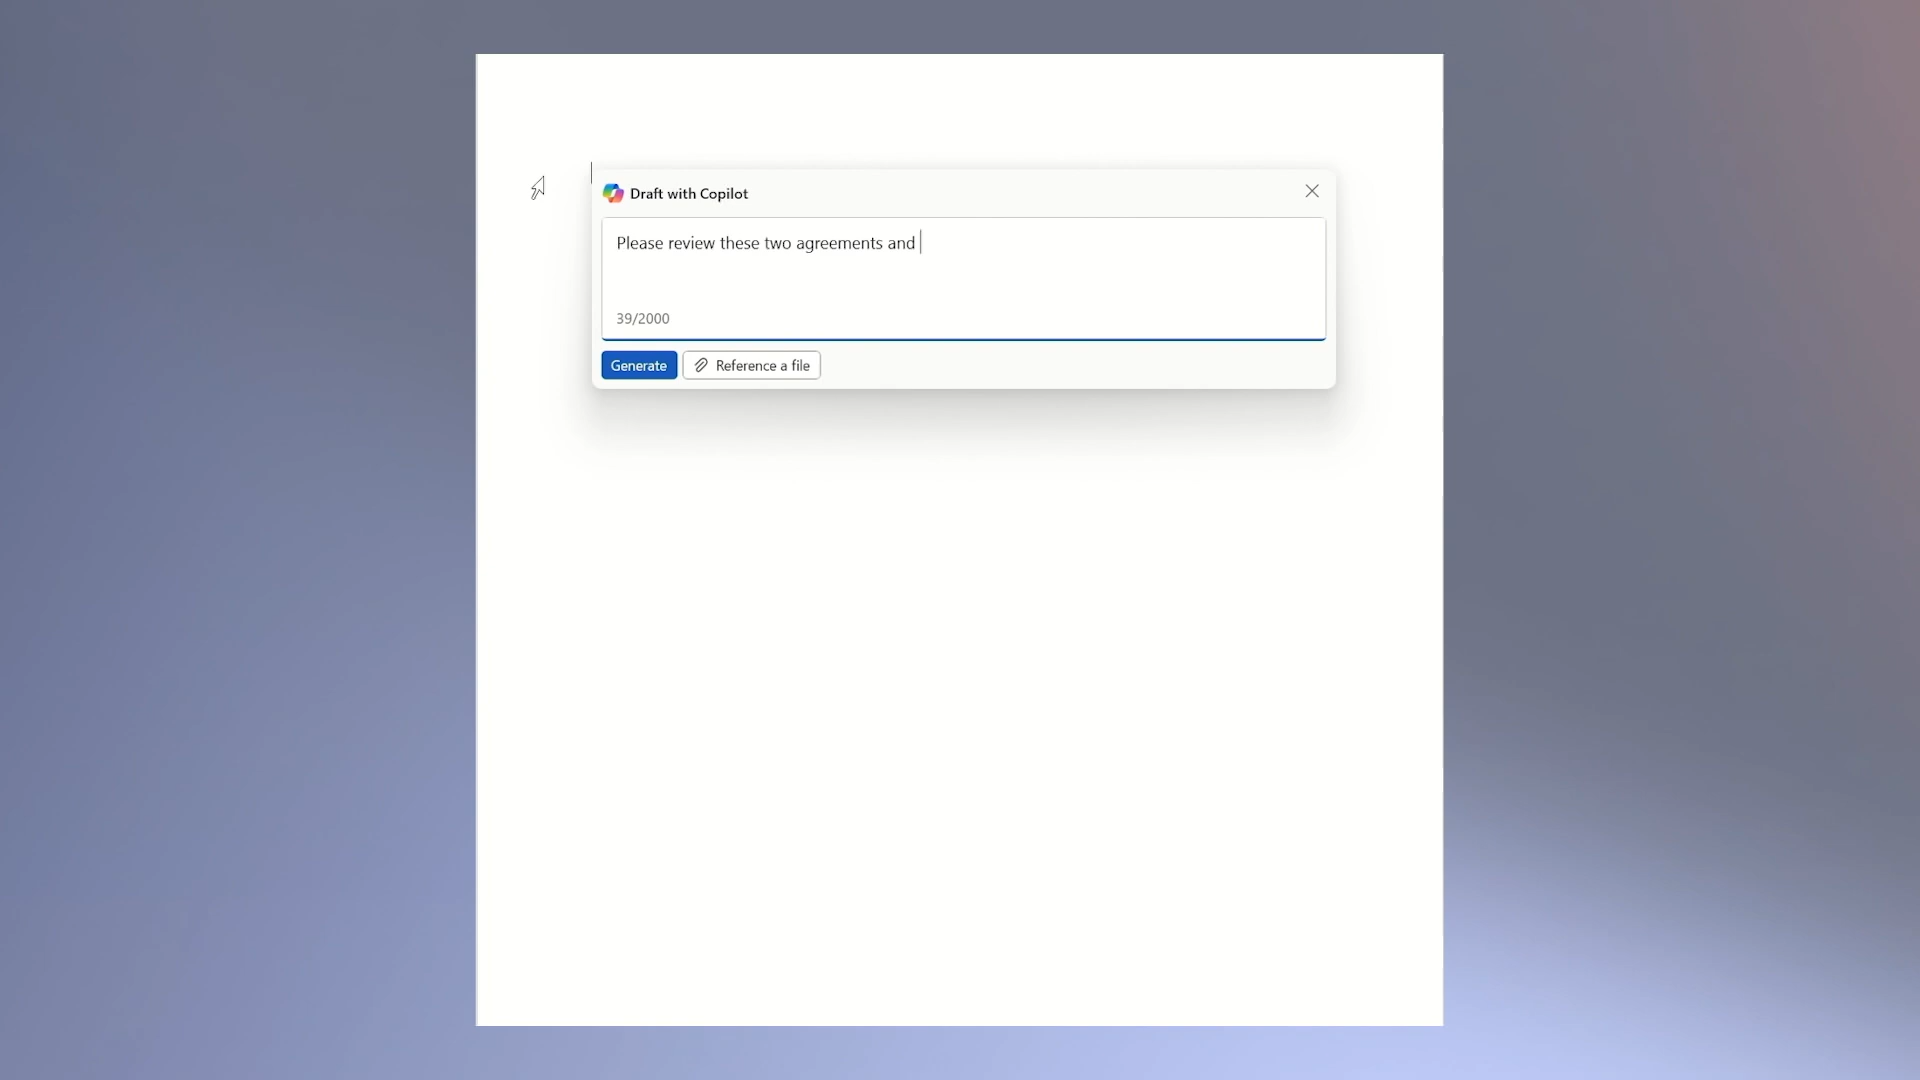 Draft with Copilot
Please review these two agreements and
39/2000
Generate
Reference a file